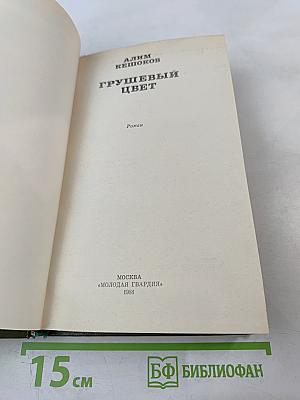 АЛИМ
КЕШОКОВ
ГРУШЕВЫЙ
ЦВЕТ
Роман
МОСКВА
«МОЛОДАЯ ГВАРДИЯ»
15 см
БФ БИБЛИОФАН